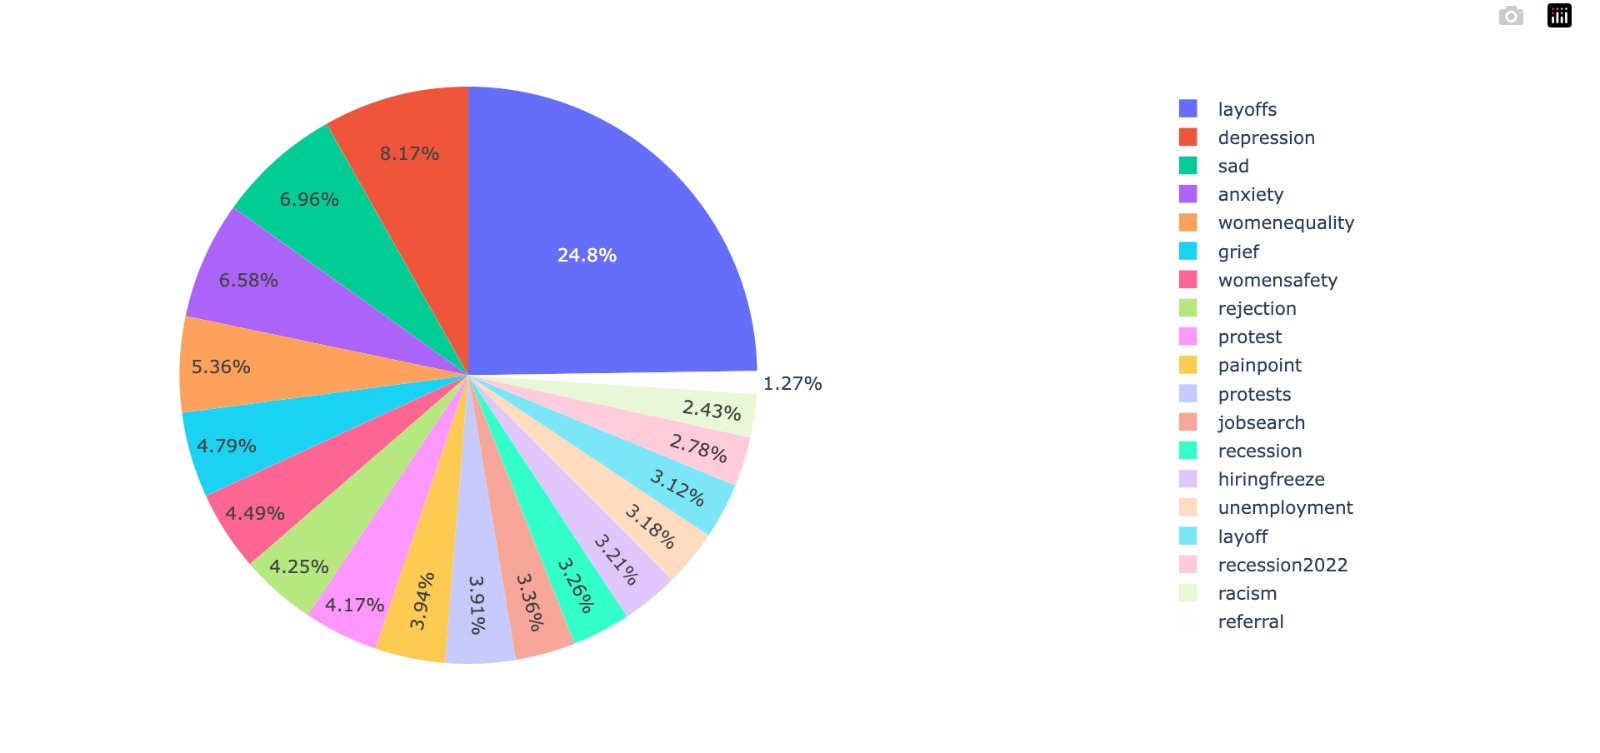 24.8%
8.17%
6.96%
6.58%
5.36%
4.79%
4.49%
4.25%
4.17%
3.94%
3.91%
3.36%
3.26%
3.21%
3.18%
3.12%
2.78%
2.43%
1.27%
layoffs
depression
sad
anxiety
womenequality
grief
womensafety
rejection
protest
painpoint
protests
jobsearch
recession
hiringfreeze
unemployment
layoff
recession2022
racism
referral